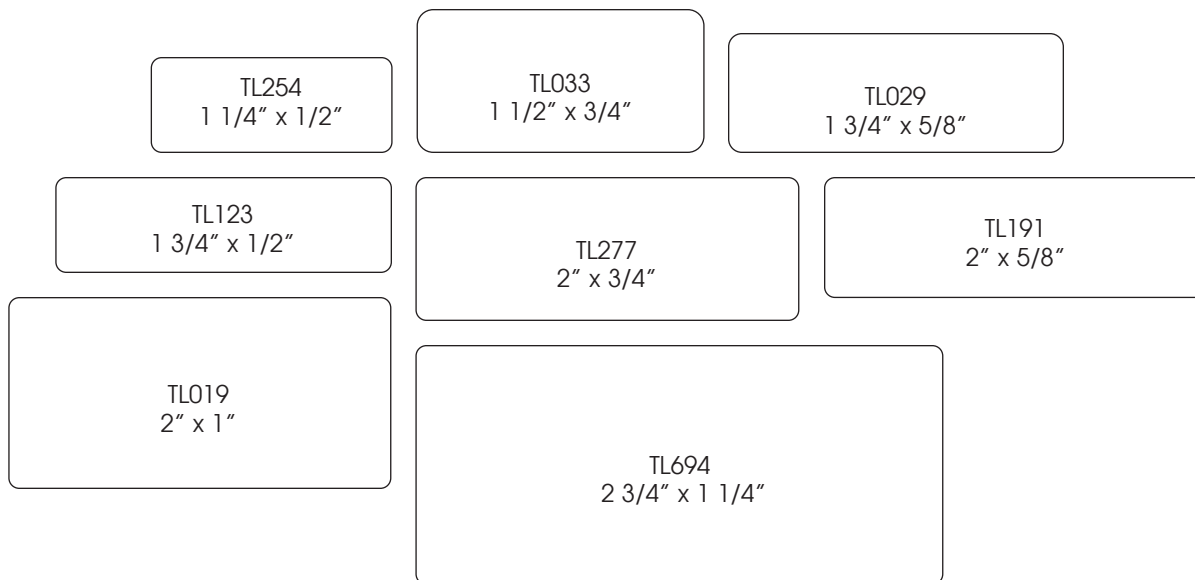 TL254
1 1/4″ x 1/2″
TL033
1 1/2″ x 3/4″
TL029
1 3/4″ x 5/8″
TL123
1 3/4″ x 1/2″
TL277
2″ x 3/4″
TL191
2″ x 5/8″
TL019
2″ x 1″
TL694
2 3/4″ x 1 1/4″